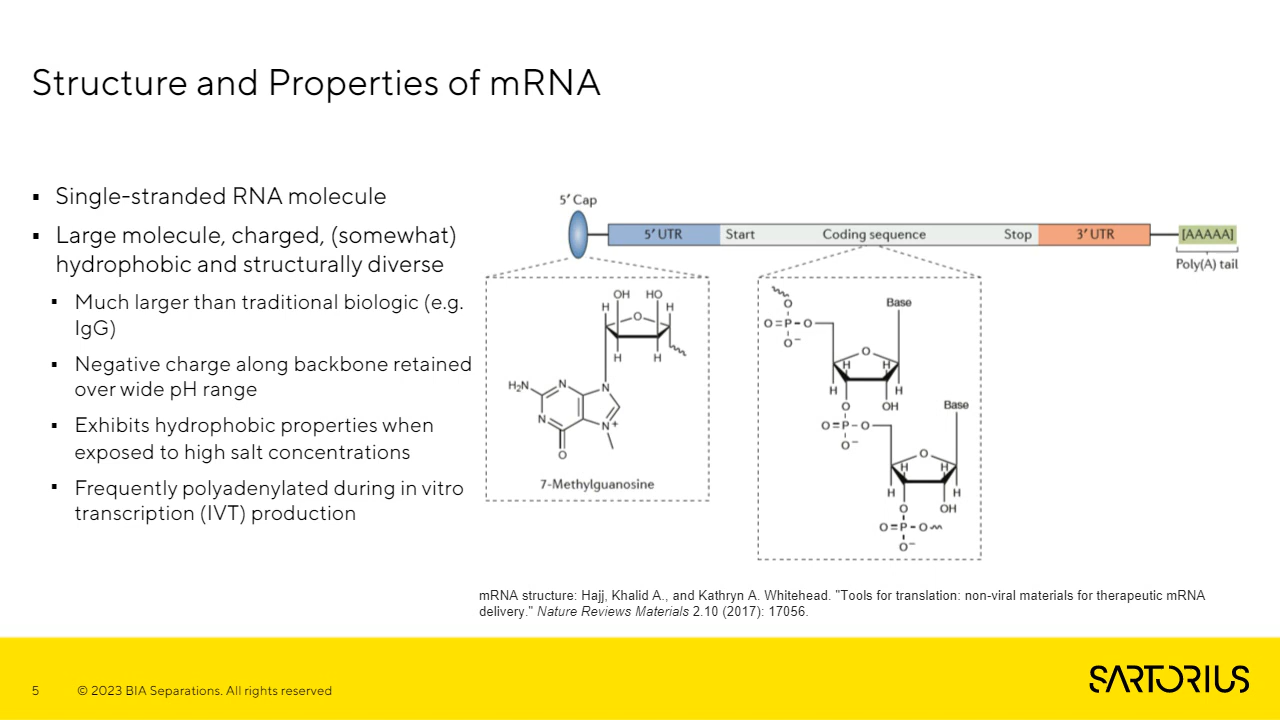 Structure and Properties of mRNA
▪ Single-stranded RNA molecule
▪ Large molecule, charged, (somewhat)
hydrophobic and structurally diverse
▪ Much larger than traditional biologic (e.g.
IgG)
▪ Negative charge along backbone retained
over wide pH range
▪ Exhibits hydrophobic properties when
exposed to high salt concentrations
▪ Frequently polyadenylated during in vitro
transcription (IVT) production
5′ Cap
5′ UTR Start Coding sequence Stop 3′ UTR [AAAAA]
Poly(A) tail
OH HO
H H
O
H H
H₂N N N
N N⁺
O
7-Methylguanosine
O Base
O=P-O
O⁻ O
H H
H H
O OH Base
O=P-O
O⁻ O
H H
H H
O OH
O=P-O
O⁻
mRNA structure: Hajj, Khalid A., and Kathryn A. Whitehead. "Tools for translation: non-viral materials for therapeutic mRNA
delivery." Nature Reviews Materials 2.10 (2017): 17056.
5 © 2023 BIA Separations. All rights reserved
SARTORIUS